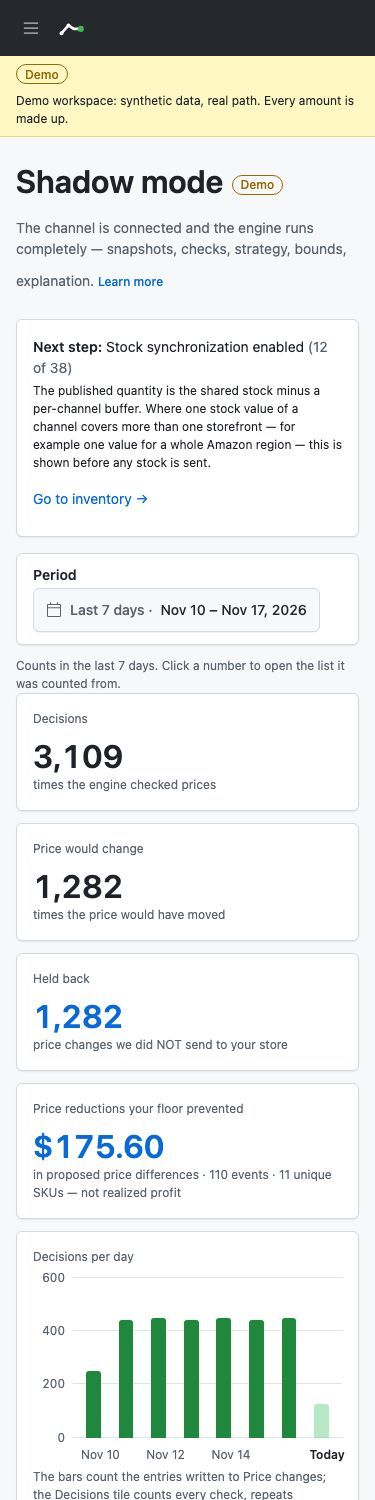 Demo
Demo workspace: synthetic data, real path. Every amount is
made up.
Shadow mode Demo
The channel is connected and the engine runs
completely — snapshots, checks, strategy, bounds,
explanation. Learn more
Next step: Stock synchronization enabled (12
of 38)
The published quantity is the shared stock minus a
per-channel buffer. Where one stock value of a
channel covers more than one storefront — for
example one value for a whole Amazon region — this is
shown before any stock is sent.
Go to inventory →
Period
Last 7 days · Nov 10 – Nov 17, 2026
Counts in the last 7 days. Click a number to open the list it
was counted from.
Decisions
3,109
times the engine checked prices
Price would change
1,282
times the price would have moved
Held back
1,282
price changes we did NOT send to your store
Price reductions your floor prevented
$175.60
in proposed price differences · 110 events · 11 unique
SKUs — not realized profit
Decisions per day
600
400
200
0
Nov 10 Nov 12 Nov 14 Today
The bars count the entries written to Price changes;
the Decisions tile counts every check, repeats